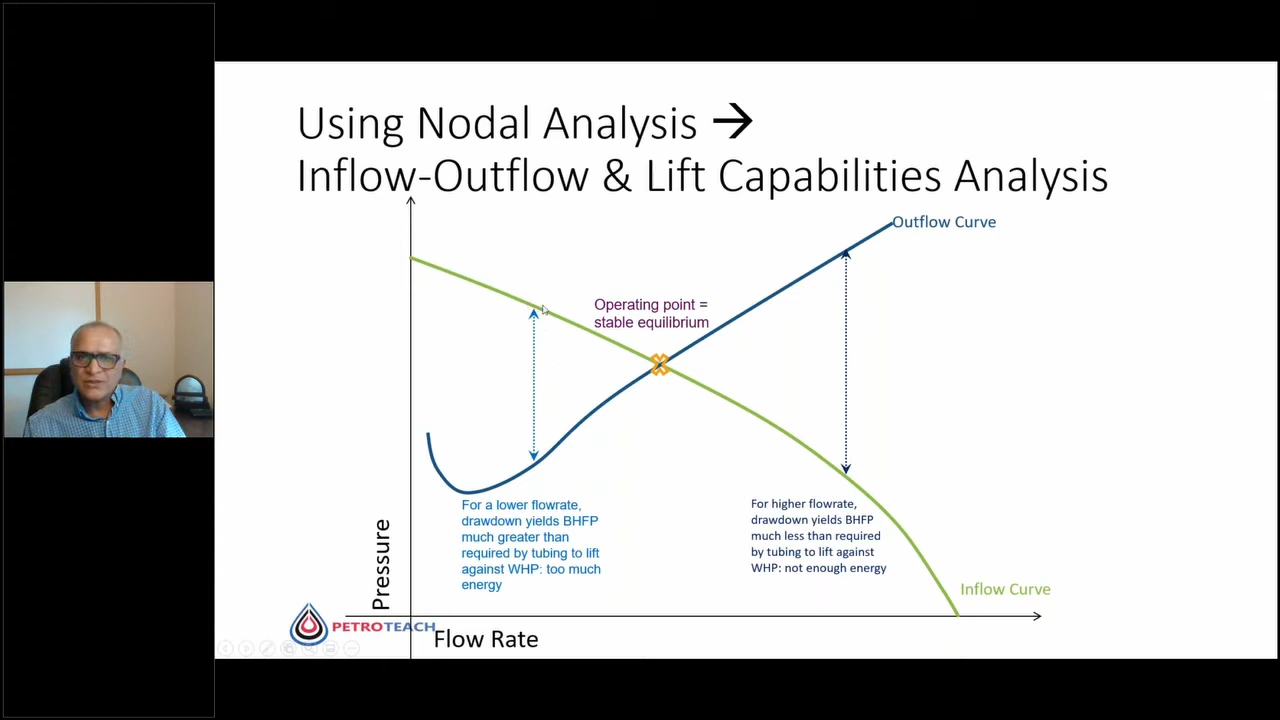 Using Nodal Analysis →
Inflow-Outflow & Lift Capabilities Analysis
Outflow Curve
Operating point =
stable equilibrium
For a lower flowrate,
drawdown yields BHFP
much greater than
required by tubing to lift
against WHP: too much
energy
For higher flowrate,
drawdown yields BHFP
much less than required
by tubing to lift against
WHP: not enough energy
Inflow Curve
Pressure
PETROTEACH
Flow Rate